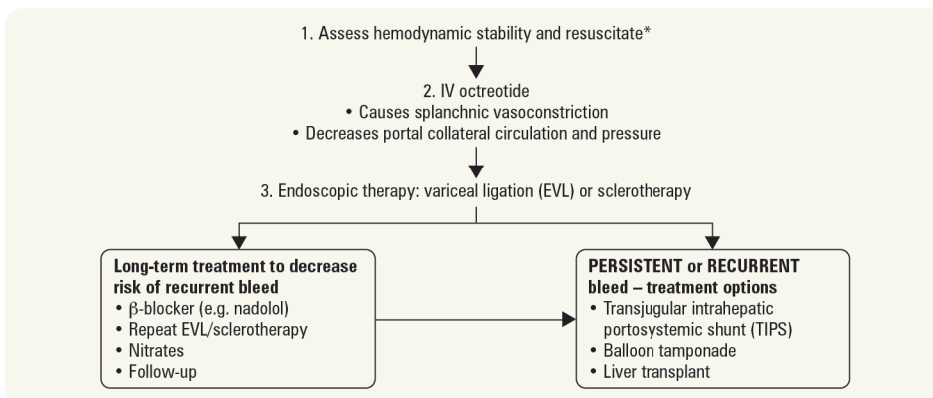 1. Assess hemodynamic stability and resuscitate*
2. IV octreotide
• Causes splanchnic vasoconstriction
• Decreases portal collateral circulation and pressure
3. Endoscopic therapy: variceal ligation (EVL) or sclerotherapy
Long-term treatment to decrease
risk of recurrent bleed
• β-blocker (e.g. nadolol)
• Repeat EVL/sclerotherapy
• Nitrates
• Follow-up
PERSISTENT or RECURRENT
bleed – treatment options
• Transjugular intrahepatic
portosystemic shunt (TIPS)
• Balloon tamponade
• Liver transplant